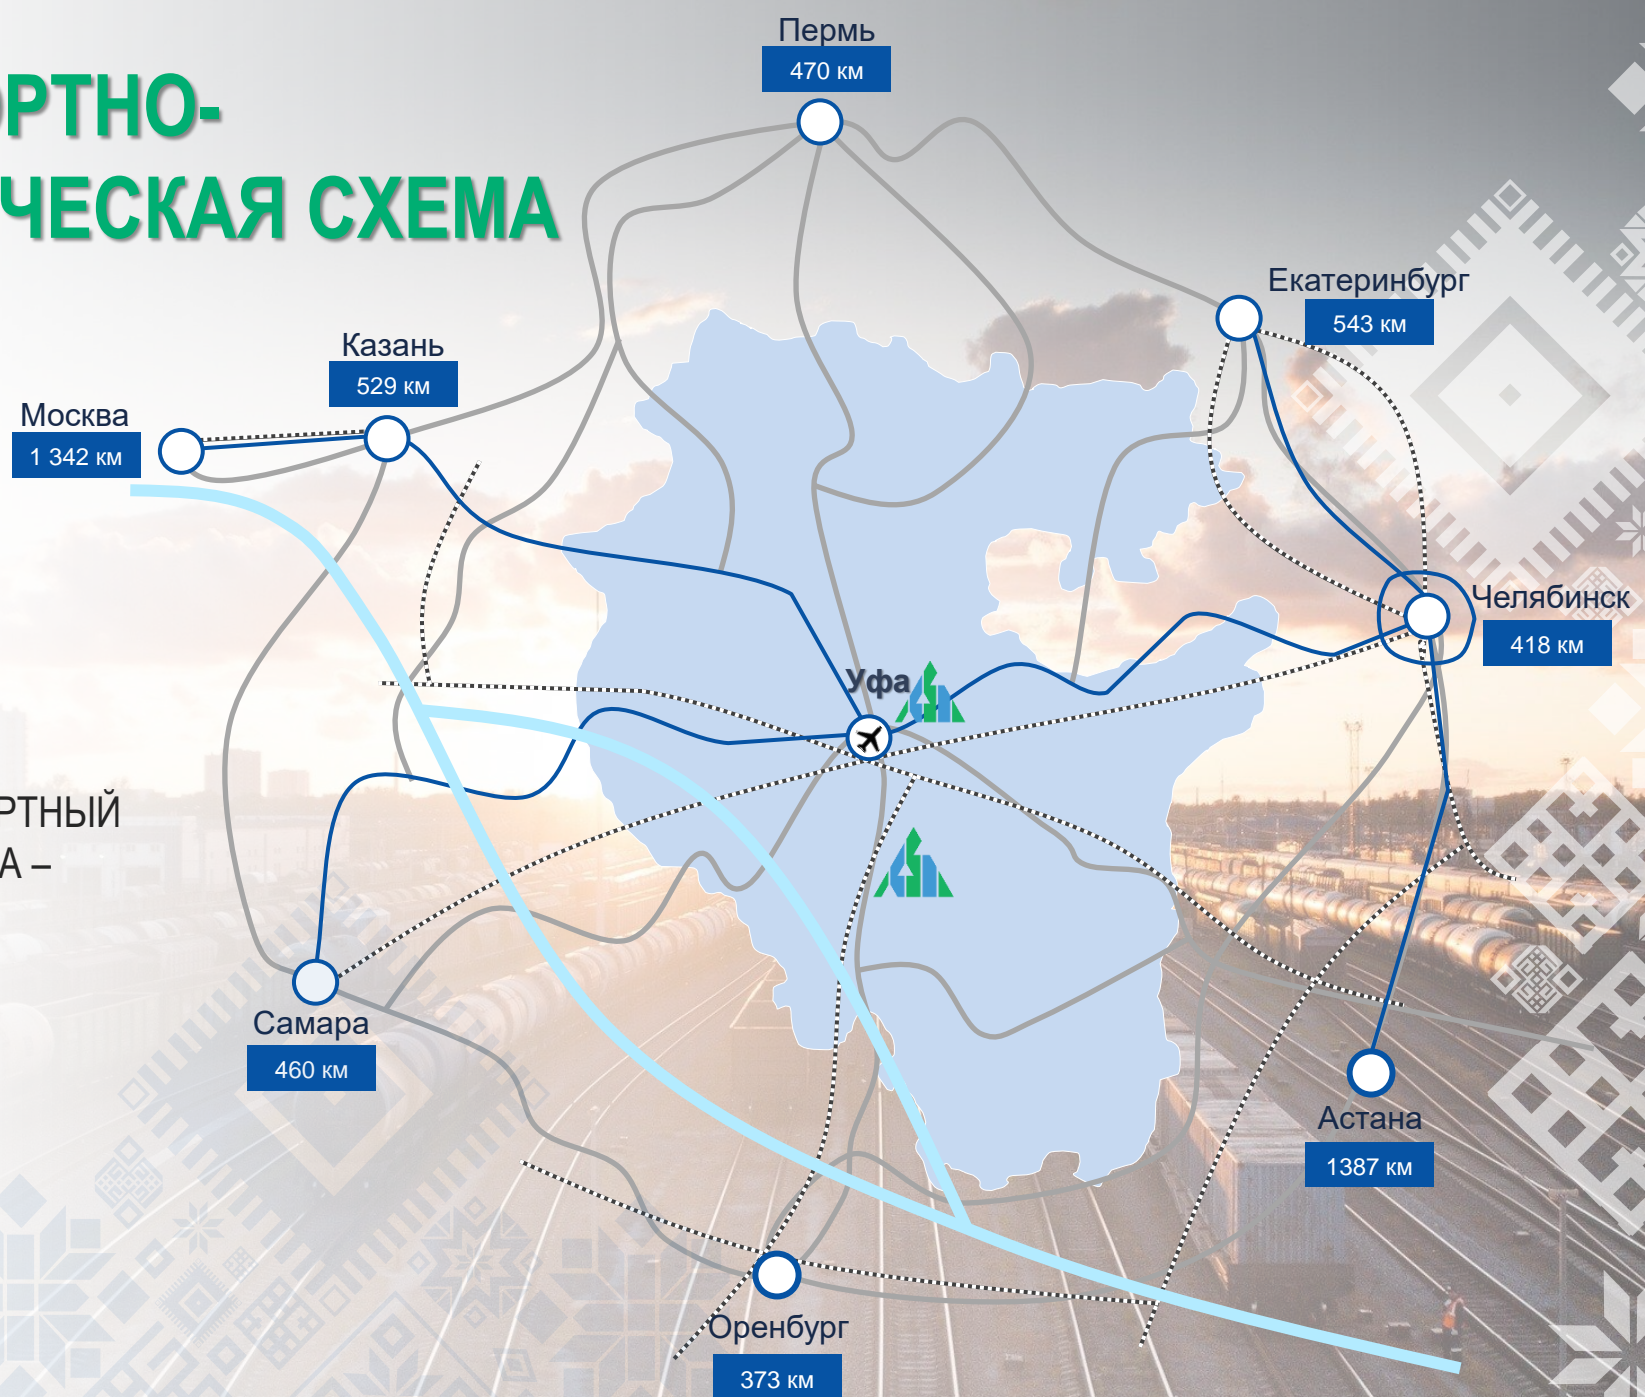 ОРТНО-
ЧЕСКАЯ СХЕМА
Пермь
470 км
Екатеринбург
543 км
Казань
529 км
Москва
1 342 км
Челябинск
418 км
Уфа
РТНЫЙ
А –
Самара
460 км
Астана
1387 км
Оренбург
373 км